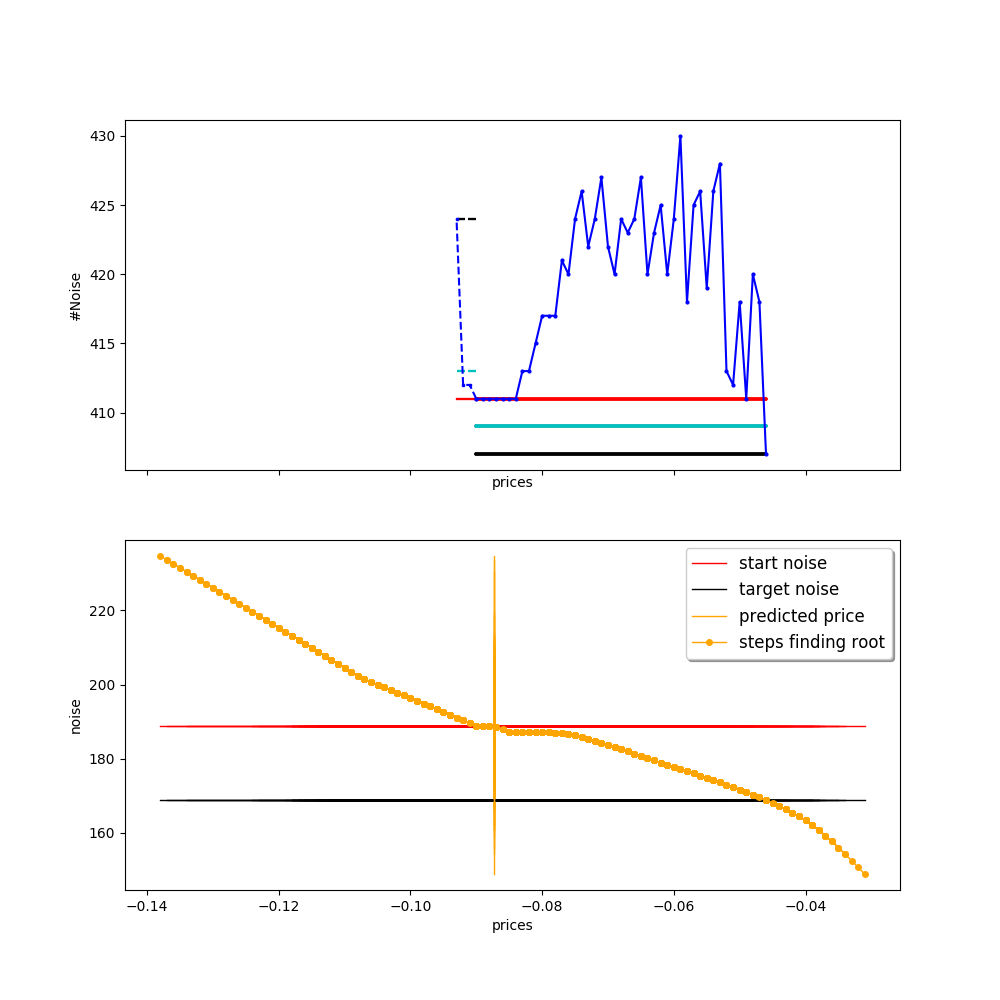 430
425
420
415
410
#Noise
prices
220
200
180
160
noise
start noise
target noise
predicted price
steps finding root
−0.14 −0.12 −0.10 −0.08 −0.06 −0.04
prices